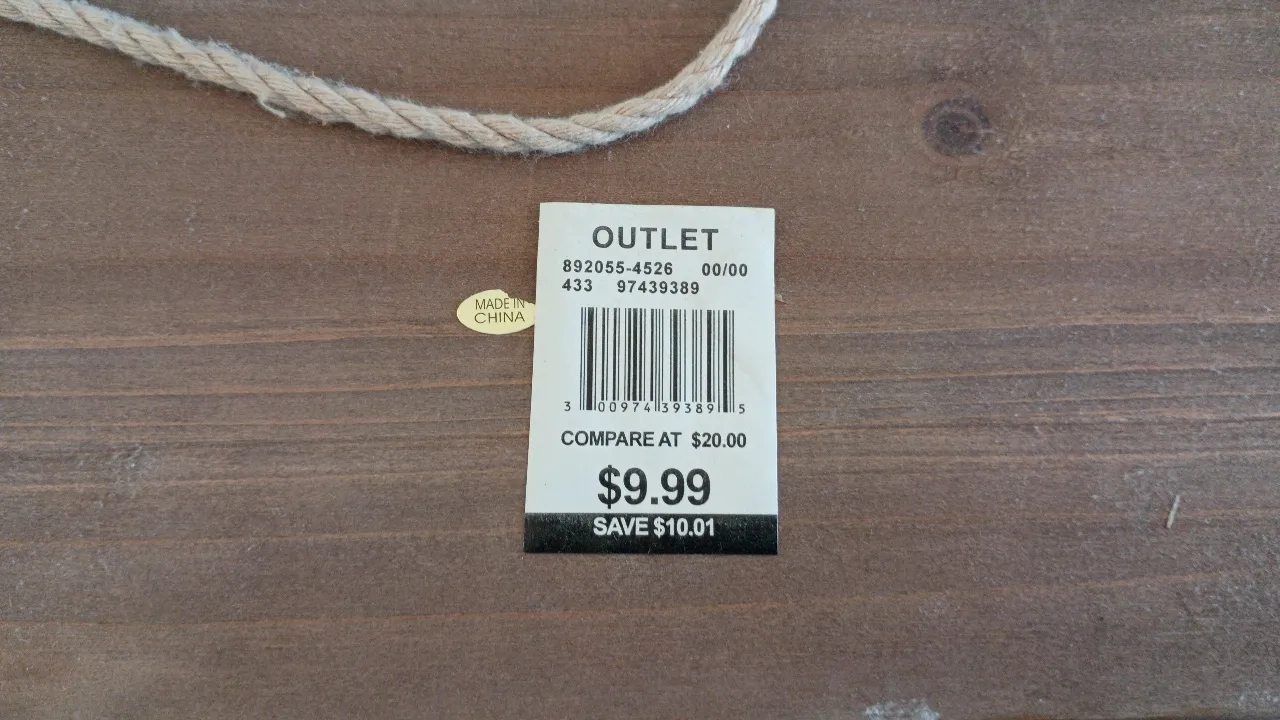 OUTLET
892055-4526 00/00
433 97439389
MADE IN
CHINA
3 00974 39389 5
COMPARE AT $20.00
$9.99
SAVE $10.01